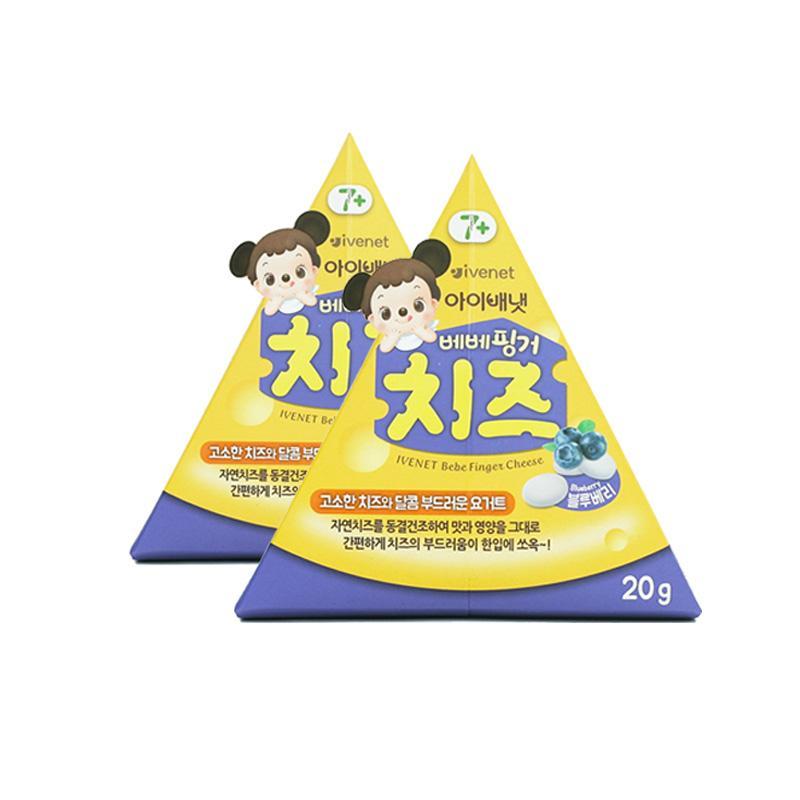 7+
ivenet
아이배
베
치
IVENET Be
고소한 치즈와 달콤 부드
자연치즈를 동결건조
간편하게 치즈의
7+
ivenet
아이배냇
베베핑거
치즈
IVENET Bebe Finger Cheese
Blueberry
블루베리
고소한 치즈와 달콤 부드러운 요거트
자연치즈를 동결건조하여 맛과 영양을 그대로
간편하게 치즈의 부드러움이 한입에 쏘옥~!
20g